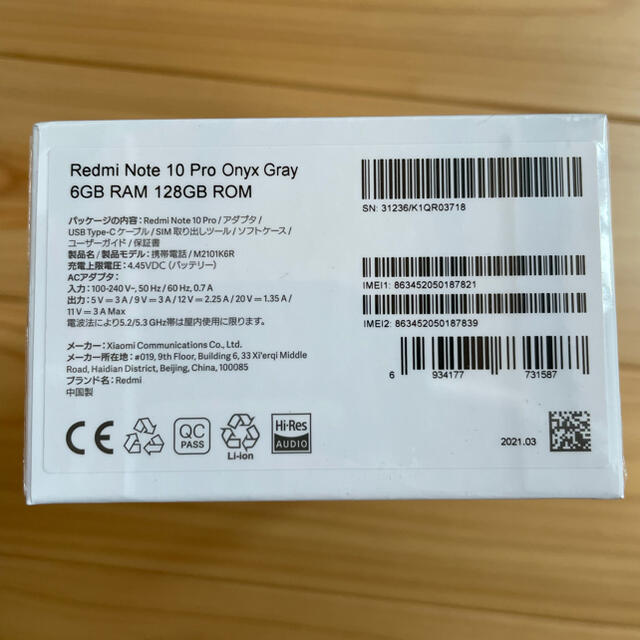 Redmi Note 10 Pro Onyx Gray
6GB RAM 128GB ROM
パッケージの内容：Redmi Note 10 Pro / アダプタ /
USB Type-C ケーブル / SIM 取り出しツール / ソフトケース /
ユーザーガイド / 保証書
製品名 / 製品モデル：携帯電話 / M2101K6R
充電上限電圧：4.45VDC（バッテリー）
ACアダプタ：
入力：100-240 V~, 50 Hz / 60 Hz, 0.7 A
出力：5 V⎓3 A / 9 V⎓3 A / 12 V⎓2.25 A / 20 V⎓1.35 A /
11 V⎓3 A Max
電波法により5.2/5.3 GHz帯は屋内使用に限ります。
メーカー：Xiaomi Communications Co., Ltd.
メーカー所在地：#019, 9th Floor, Building 6, 33 Xi'erqi Middle
Road, Haidian District, Beijing, China, 100085
ブランド名：Redmi
中国製
CE
QC
PASS
Li-ion
Hi-Res
AUDIO
SN: 31236/K1QR03718
IMEI1: 863452050187821
IMEI2: 863452050187839
6 934177 731587
2021.03